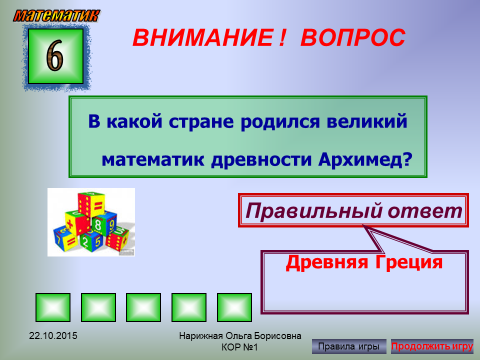 математик
6
ВНИМАНИЕ ! ВОПРОС
В какой стране родился великий
математик древности Архимед?
Правильный ответ
Древняя Греция
22.10.2015
Нарижная Ольга Борисовна
КОР №1
Правила игры
Продолжить игру